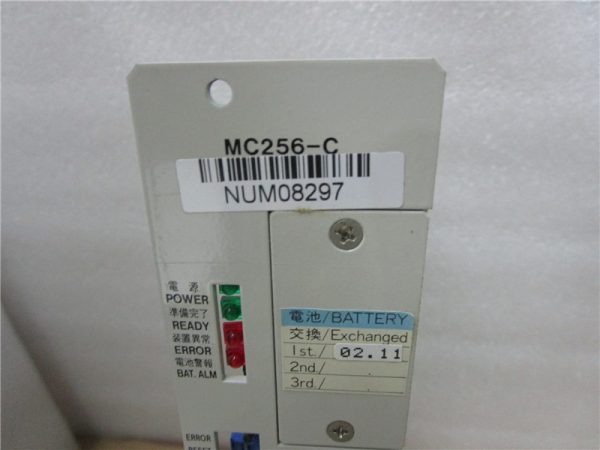 MC256-C
NUM08297
電源
POWER
準備完了
READY
装置異常
ERROR
電池警報
BAT. ALM
電池/BATTERY
交換/Exchanged
1st./ 02.11
2nd./
3rd./
ERROR
RESET